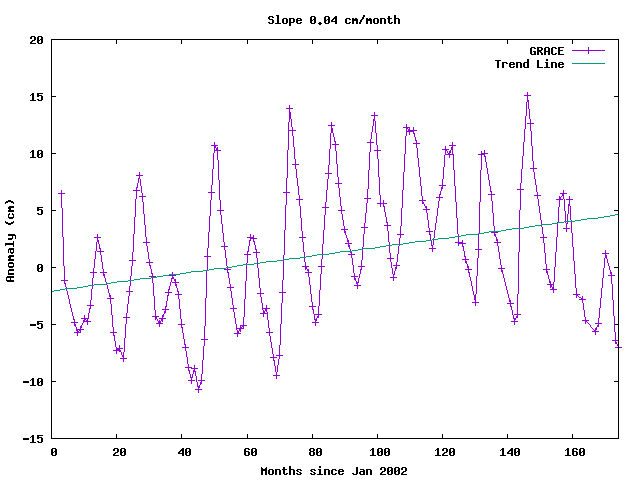 Slope 0.04 cm/month
GRACE
Trend Line
20
15
10
5
0
-5
-10
-15
Anomaly (cm)
0 20 40 60 80 100 120 140 160
Months since Jan 2002